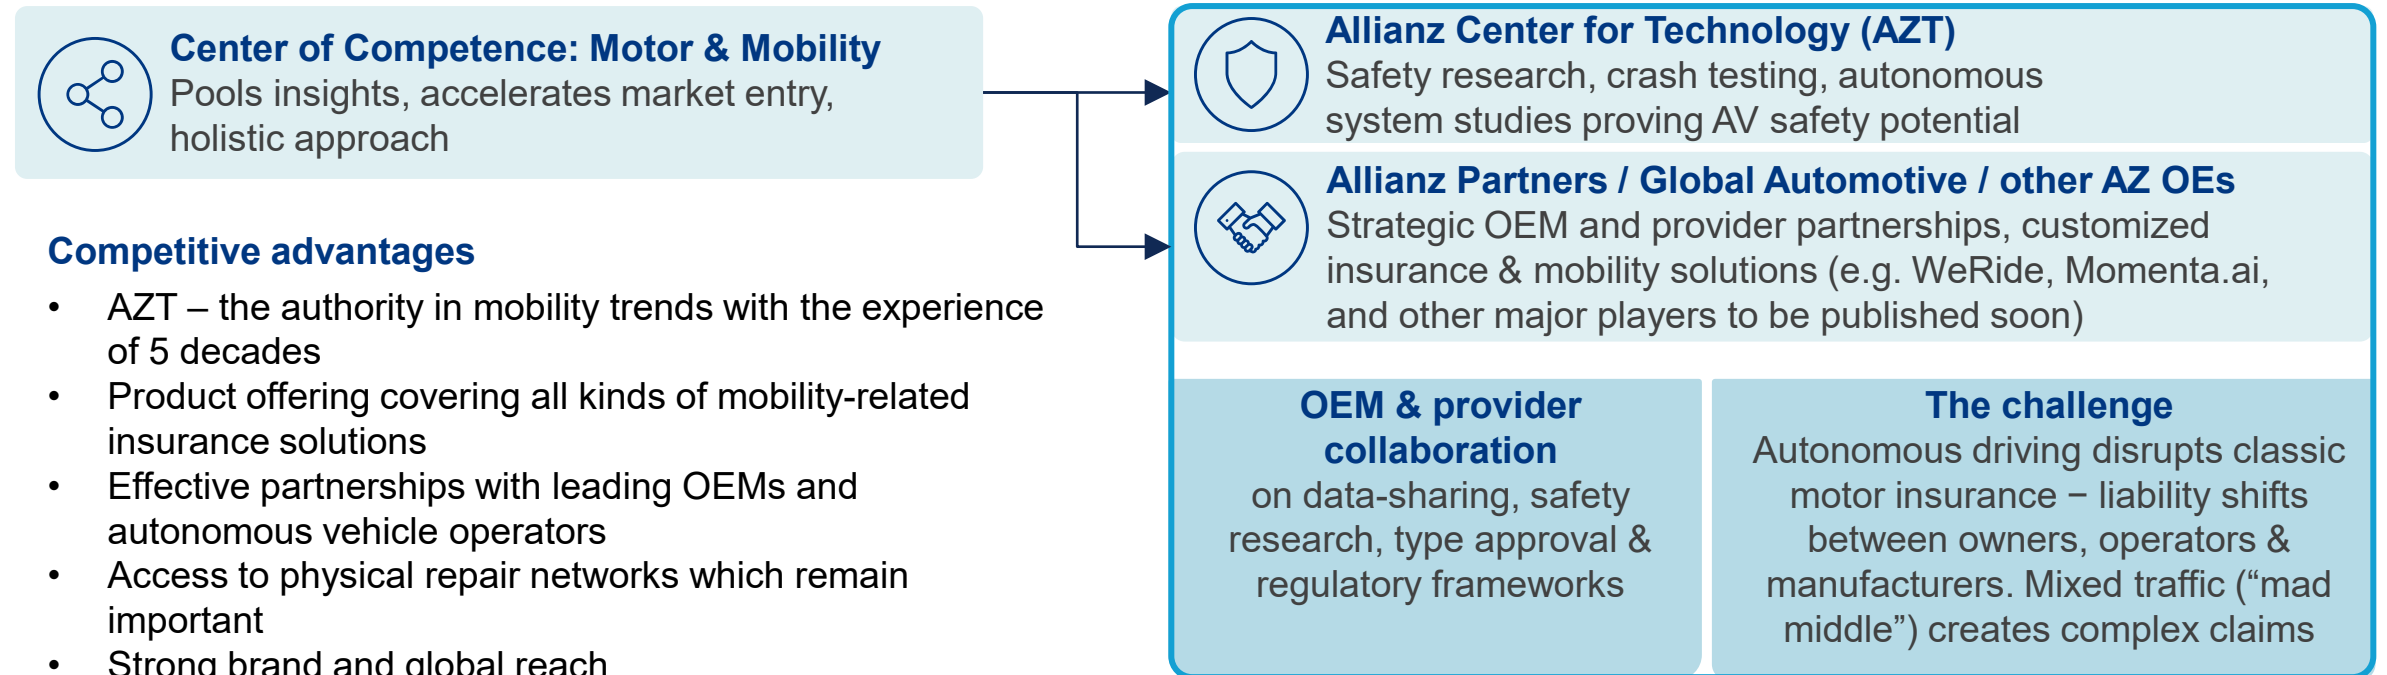 Center of Competence: Motor & Mobility
Pools insights, accelerates market entry,
holistic approach
Competitive advantages
• AZT – the authority in mobility trends with the experience
of 5 decades
• Product offering covering all kinds of mobility-related
insurance solutions
• Effective partnerships with leading OEMs and
autonomous vehicle operators
• Access to physical repair networks which remain
important
• Strong brand and global reach
Allianz Center for Technology (AZT)
Safety research, crash testing, autonomous
system studies proving AV safety potential
Allianz Partners / Global Automotive / other AZ OEs
Strategic OEM and provider partnerships, customized
insurance & mobility solutions (e.g. WeRide, Momenta.ai,
and other major players to be published soon)
OEM & provider
collaboration
on data-sharing, safety
research, type approval &
regulatory frameworks
The challenge
Autonomous driving disrupts classic
motor insurance − liability shifts
between owners, operators &
manufacturers. Mixed traffic (“mad
middle”) creates complex claims